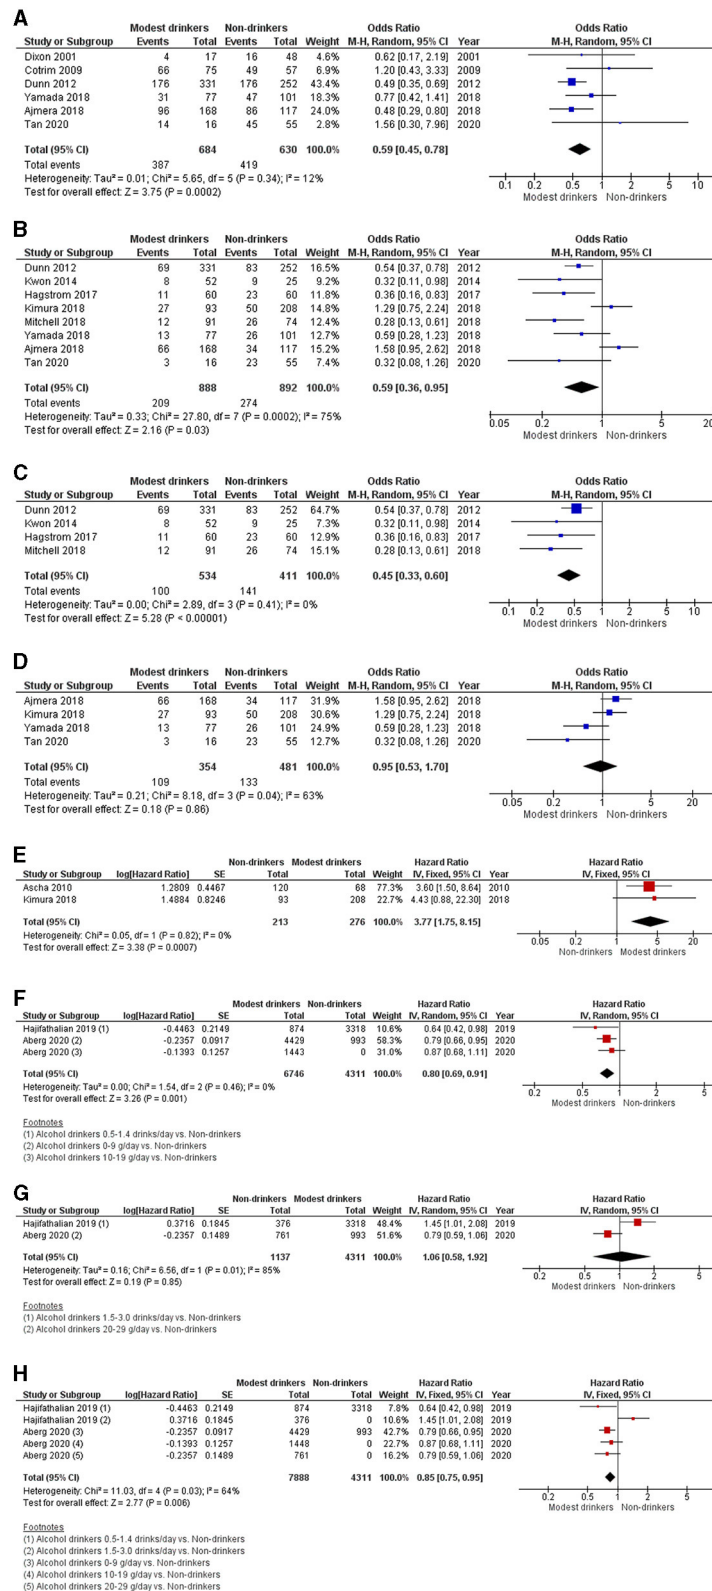 A
Modest drinkers Non-drinkers Odds Ratio Odds Ratio
Study or Subgroup Events Total Events Total Weight M-H, Random, 95% CI Year M-H, Random, 95% CI
Dixon 2001 4 17 16 48 4.6% 0.62 [0.17, 2.19] 2001
Cotrim 2009 66 75 49 57 6.9% 1.20 [0.43, 3.33] 2009
Dunn 2012 176 331 176 252 43.4% 0.49 [0.35, 0.69] 2012
Yamada 2018 31 77 47 101 18.3% 0.77 [0.42, 1.41] 2018
Ajmera 2018 96 168 86 117 24.0% 0.48 [0.29, 0.80] 2018
Tan 2020 14 16 45 55 2.8% 1.56 [0.30, 7.96] 2020
Total (95% CI) 684 630 100.0% 0.59 [0.45, 0.78]
Total events 387 419
Heterogeneity: Tau² = 0.01; Chi² = 5.65, df = 5 (P = 0.34); I² = 12%
Test for overall effect: Z = 3.75 (P = 0.0002)
0.1 0.2 0.5 1 2 5 10
Modest drinkers Non-drinkers
B
Modest drinkers Non-drinkers Odds Ratio Odds Ratio
Study or Subgroup Events Total Events Total Weight M-H, Random, 95% CI Year M-H, Random, 95% CI
Dunn 2012 69 331 83 252 16.5% 0.54 [0.37, 0.78] 2012
Kwon 2014 8 52 9 25 9.2% 0.32 [0.11, 0.98] 2014
Hagstrom 2017 11 60 23 60 11.8% 0.36 [0.16, 0.83] 2017
Kimura 2018 27 93 50 208 14.8% 1.29 [0.75, 2.24] 2018
Mitchell 2018 12 91 26 74 12.4% 0.28 [0.13, 0.61] 2018
Yamada 2018 13 77 26 101 12.7% 0.59 [0.28, 1.23] 2018
Ajmera 2018 66 168 34 117 15.2% 1.58 [0.95, 2.62] 2018
Tan 2020 3 16 23 55 7.4% 0.32 [0.08, 1.26] 2020
Total (95% CI) 888 892 100.0% 0.59 [0.36, 0.95]
Total events 209 274
Heterogeneity: Tau² = 0.33; Chi² = 27.80, df = 7 (P = 0.0002); I² = 75%
Test for overall effect: Z = 2.16 (P = 0.03)
0.05 0.2 1 5 20
Modest drinkers Non-drinkers
C
Modest drinkers Non-drinkers Odds Ratio Odds Ratio
Study or Subgroup Events Total Events Total Weight M-H, Random, 95% CI Year M-H, Random, 95% CI
Dunn 2012 69 331 83 252 64.7% 0.54 [0.37, 0.78] 2012
Kwon 2014 8 52 9 25 7.3% 0.32 [0.11, 0.98] 2014
Hagstrom 2017 11 60 23 60 12.9% 0.36 [0.16, 0.83] 2017
Mitchell 2018 12 91 26 74 15.1% 0.28 [0.13, 0.61] 2018
Total (95% CI) 534 411 100.0% 0.45 [0.33, 0.60]
Total events 100 141
Heterogeneity: Tau² = 0.00; Chi² = 2.89, df = 3 (P = 0.41); I² = 0%
Test for overall effect: Z = 5.28 (P < 0.00001)
0.1 0.2 0.5 1 2 5 10
Modest drinkers Non-drinkers
D
Modest drinkers Non-drinkers Odds Ratio Odds Ratio
Study or Subgroup Events Total Events Total Weight M-H, Random, 95% CI Year M-H, Random, 95% CI
Ajmera 2018 66 168 34 117 31.9% 1.58 [0.95, 2.62] 2018
Kimura 2018 27 93 50 208 30.6% 1.29 [0.75, 2.24] 2018
Yamada 2018 13 77 26 101 24.9% 0.59 [0.28, 1.23] 2018
Tan 2020 3 16 23 55 12.7% 0.32 [0.08, 1.26] 2020
Total (95% CI) 354 481 100.0% 0.95 [0.53, 1.70]
Total events 109 133
Heterogeneity: Tau² = 0.21; Chi² = 8.18, df = 3 (P = 0.04); I² = 63%
Test for overall effect: Z = 0.18 (P = 0.86)
0.05 0.2 1 5 20
Modest drinkers Non-drinkers
E
Non-drinkers Modest drinkers Hazard Ratio Hazard Ratio
Study or Subgroup log[Hazard Ratio] SE Total Total Weight IV, Fixed, 95% CI Year IV, Fixed, 95% CI
Ascha 2010 1.2809 0.4467 120 68 77.3% 3.60 [1.50, 8.64] 2010
Kimura 2018 1.4884 0.8246 93 208 22.7% 4.43 [0.88, 22.30] 2018
Total (95% CI) 213 276 100.0% 3.77 [1.75, 8.15]
Heterogeneity: Chi² = 0.05, df = 1 (P = 0.82); I² = 0%
Test for overall effect: Z = 3.38 (P = 0.0007)
0.05 0.2 1 5 20
Non-drinkers Modest drinkers
F
Modest drinkers Non-drinkers Hazard Ratio Hazard Ratio
Study or Subgroup log[Hazard Ratio] SE Total Total Weight IV, Random, 95% CI Year IV, Random, 95% CI
Hajifathalian 2019 (1) -0.4463 0.2149 874 3318 10.6% 0.64 [0.42, 0.98] 2019
Aberg 2020 (2) -0.2357 0.0917 4429 993 58.3% 0.79 [0.66, 0.95] 2020
Aberg 2020 (3) -0.1393 0.1257 1443 0 31.0% 0.87 [0.68, 1.11] 2020
Total (95% CI) 6746 4311 100.0% 0.80 [0.69, 0.91]
Heterogeneity: Tau² = 0.00; Chi² = 1.54, df = 2 (P = 0.46); I² = 0%
Test for overall effect: Z = 3.26 (P = 0.001)
0.2 0.5 1 2 5
Modest drinkers Non-drinkers
Footnotes
(1) Alcohol drinkers 0.5-1.4 drinks/day vs. Non-drinkers
(2) Alcohol drinkers 0-9 g/day vs. Non-drinkers
(3) Alcohol drinkers 10-19 g/day vs. Non-drinkers
G
Non-drinkers Modest drinkers Hazard Ratio Hazard Ratio
Study or Subgroup log[Hazard Ratio] SE Total Total Weight IV, Random, 95% CI Year IV, Random, 95% CI
Hajifathalian 2019 (1) 0.3716 0.1845 376 3318 48.4% 1.45 [1.01, 2.08] 2019
Aberg 2020 (2) -0.2357 0.1489 761 993 51.6% 0.79 [0.59, 1.06] 2020
Total (95% CI) 1137 4311 100.0% 1.06 [0.58, 1.92]
Heterogeneity: Tau² = 0.16; Chi² = 6.56, df = 1 (P = 0.01); I² = 85%
Test for overall effect: Z = 0.19 (P = 0.85)
0.2 0.5 1 2 5
Modest drinkers Non-drinkers
Footnotes
(1) Alcohol drinkers 1.5-3.0 drinks/day vs. Non-drinkers
(2) Alcohol drinkers 20-29 g/day vs. Non-drinkers
H
Modest drinkers Non-drinkers Hazard Ratio Hazard Ratio
Study or Subgroup log[Hazard Ratio] SE Total Total Weight IV, Fixed, 95% CI Year IV, Fixed, 95% CI
Hajifathalian 2019 (1) -0.4463 0.2149 874 3318 7.8% 0.64 [0.42, 0.98] 2019
Hajifathalian 2019 (2) 0.3716 0.1845 376 0 10.6% 1.45 [1.01, 2.08] 2019
Aberg 2020 (3) -0.2357 0.0917 4429 993 42.7% 0.79 [0.66, 0.95] 2020
Aberg 2020 (4) -0.1393 0.1257 1448 0 22.7% 0.87 [0.68, 1.11] 2020
Aberg 2020 (5) -0.2357 0.1489 761 0 16.2% 0.79 [0.59, 1.06] 2020
Total (95% CI) 7888 4311 100.0% 0.85 [0.75, 0.95]
Heterogeneity: Chi² = 11.03, df = 4 (P = 0.03); I² = 64%
Test for overall effect: Z = 2.77 (P = 0.006)
0.2 0.5 1 2 5
Modest drinkers Non-drinkers
Footnotes
(1) Alcohol drinkers 0.5-1.4 drinks/day vs. Non-drinkers
(2) Alcohol drinkers 1.5-3.0 drinks/day vs. Non-drinkers
(3) Alcohol drinkers 0-9 g/day vs. Non-drinkers
(4) Alcohol drinkers 10-19 g/day vs. Non-drinkers
(5) Alcohol drinkers 20-29 g/day vs. Non-drinkers